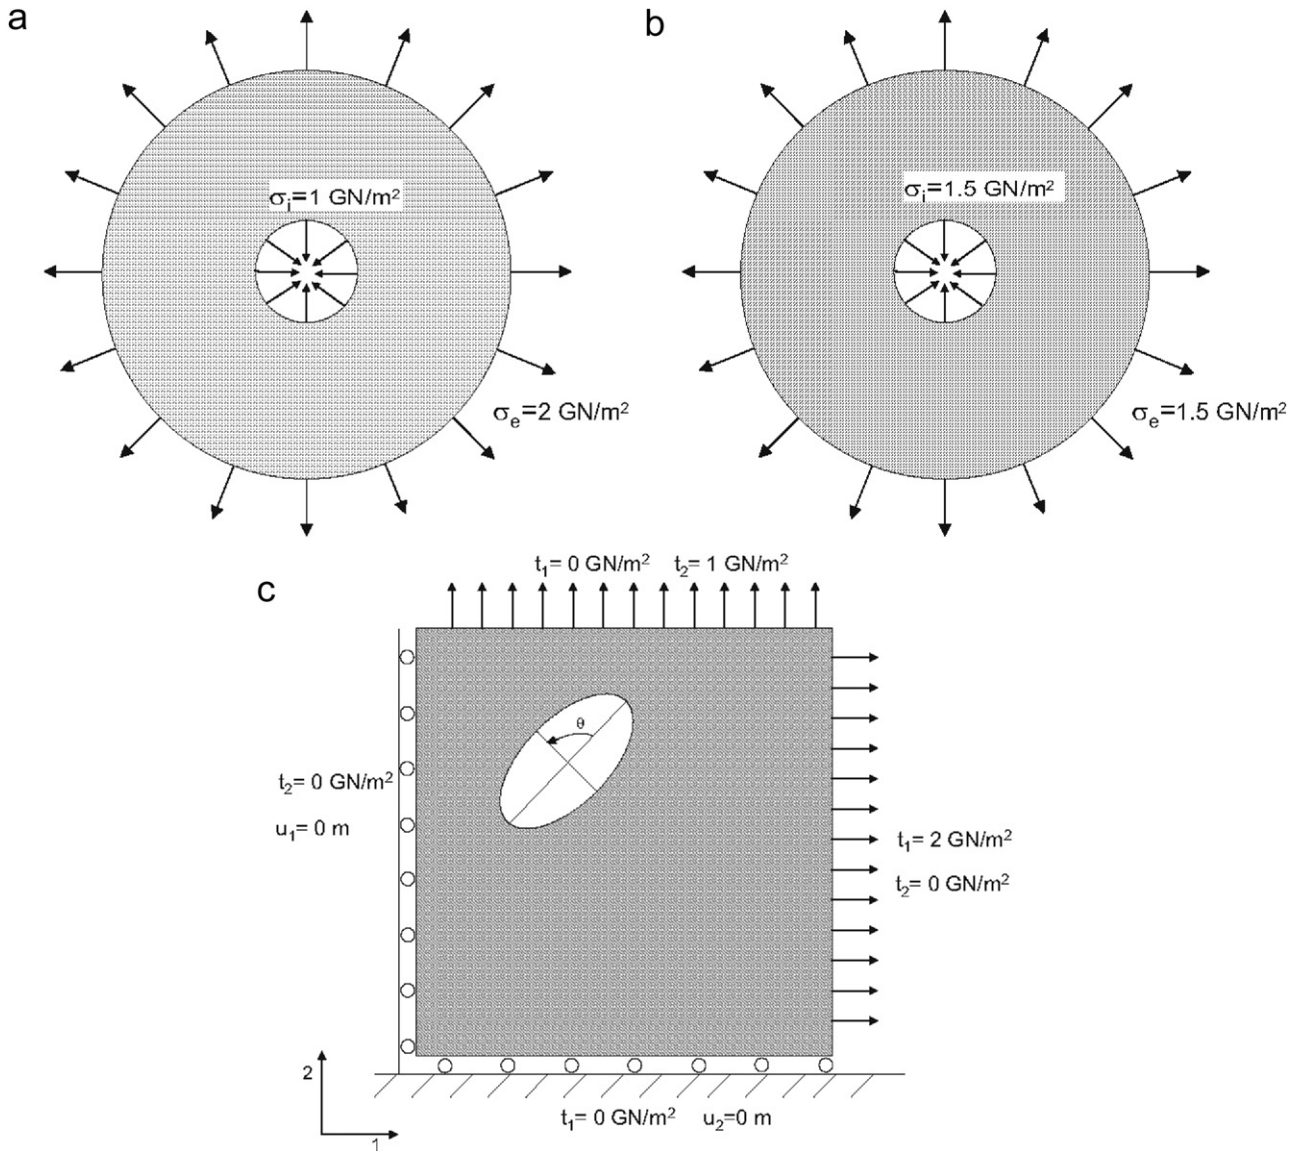 a
b
σi=1 GN/m²
σi=1.5 GN/m²
σe=2 GN/m²
σe=1.5 GN/m²
c
t1= 0 GN/m² t2= 1 GN/m²
θ
t2= 0 GN/m²
u1= 0 m
t1= 2 GN/m²
t2= 0 GN/m²
2
t1= 0 GN/m² u2=0 m
1